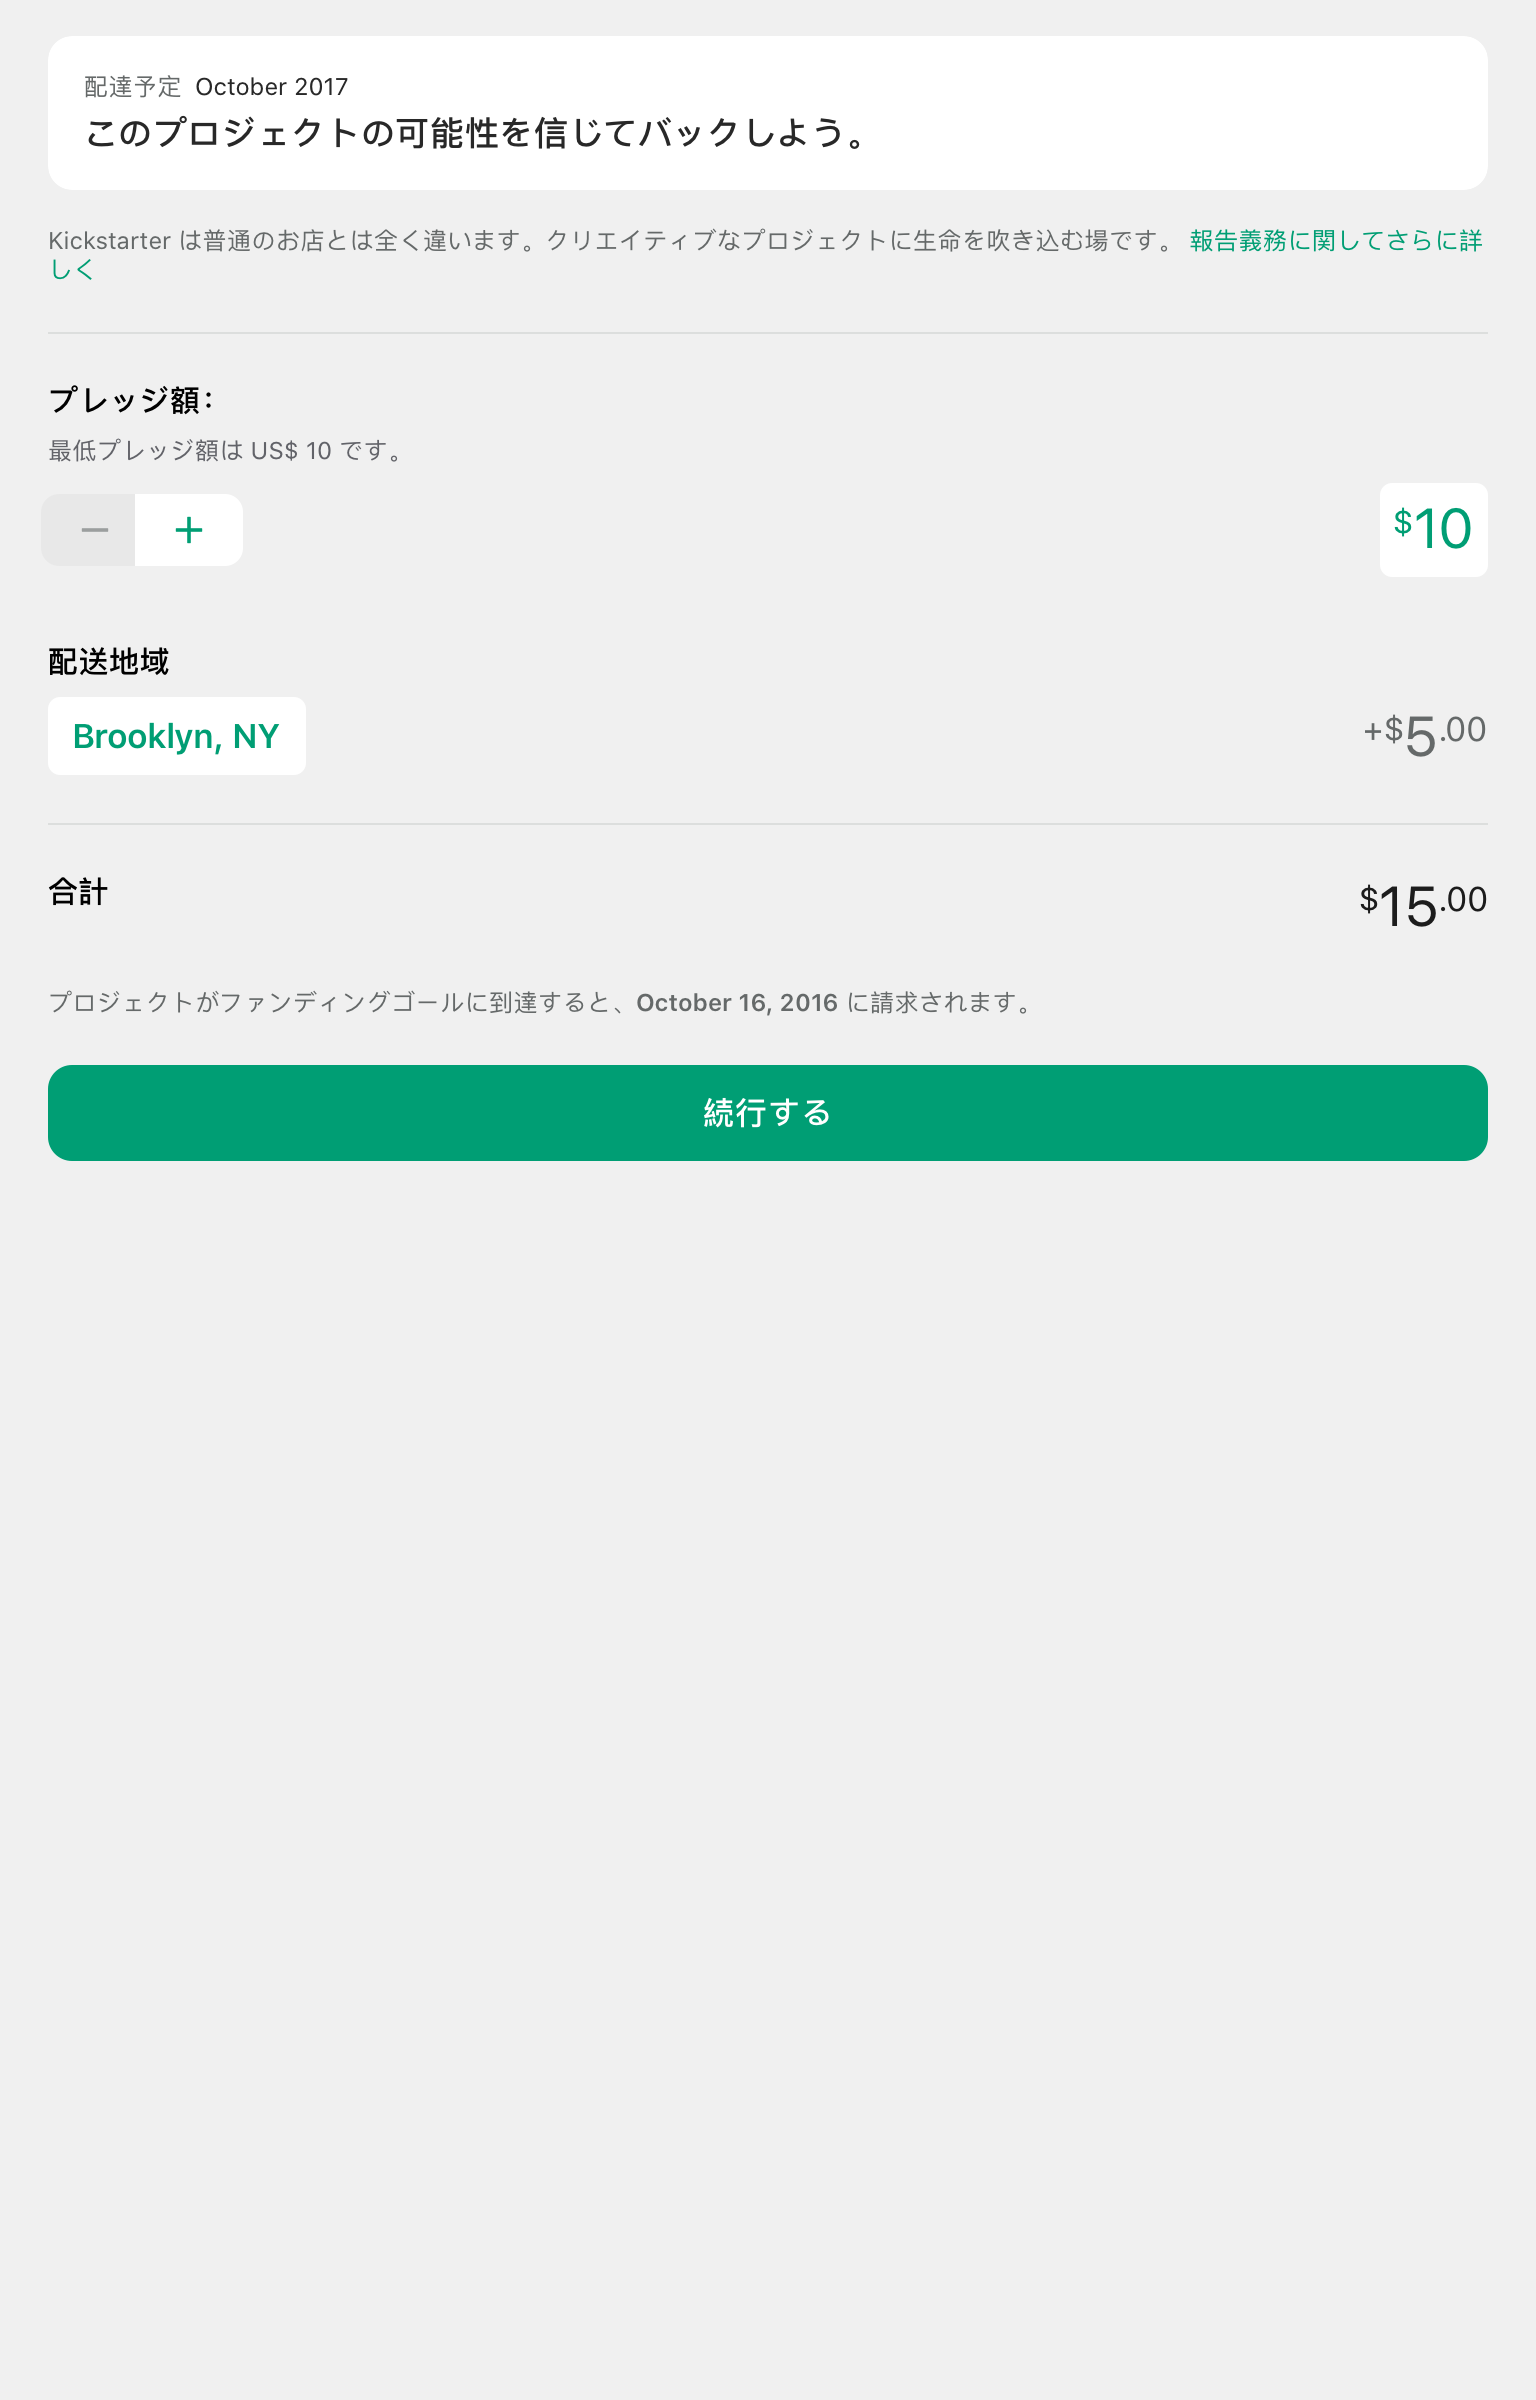 配達予定 October 2017
このプロジェクトの可能性を信じてバックしよう。
Kickstarter は普通のお店とは全く違います。クリエイティブなプロジェクトに生命を吹き込む場です。 報告義務に関してさらに詳
しく
プレッジ額：
最低プレッジ額は US$ 10 です。
− + $10
配送地域
Brooklyn, NY +$5.00
合計 $15.00
プロジェクトがファンディングゴールに到達すると、October 16, 2016 に請求されます。
続行する